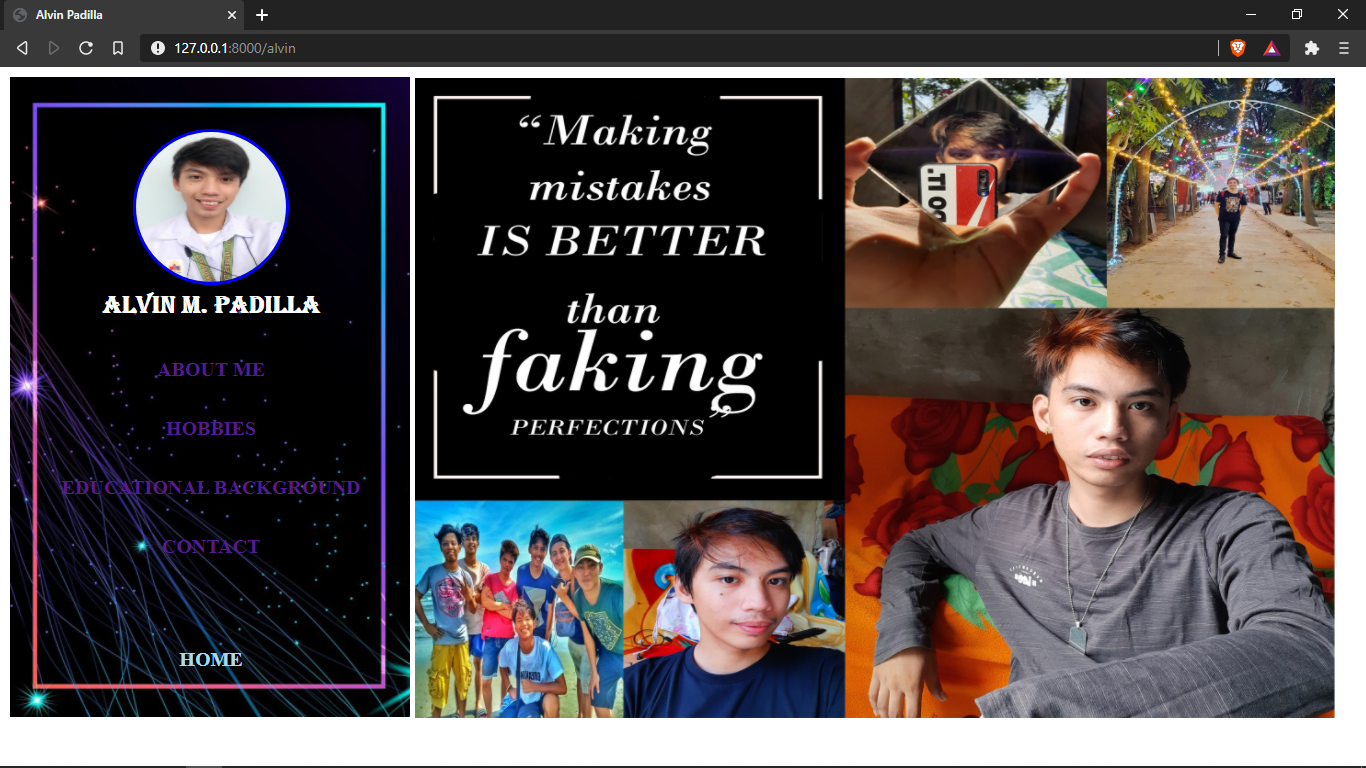 Alvin Padilla
127.0.0.1:8000/alvin
ALVIN M. PADILLA
ABOUT ME
HOBBIES
EDUCATIONAL BACKGROUND
CONTACT
HOME
“Making
mistakes
IS BETTER
than
faking
PERFECTIONS”